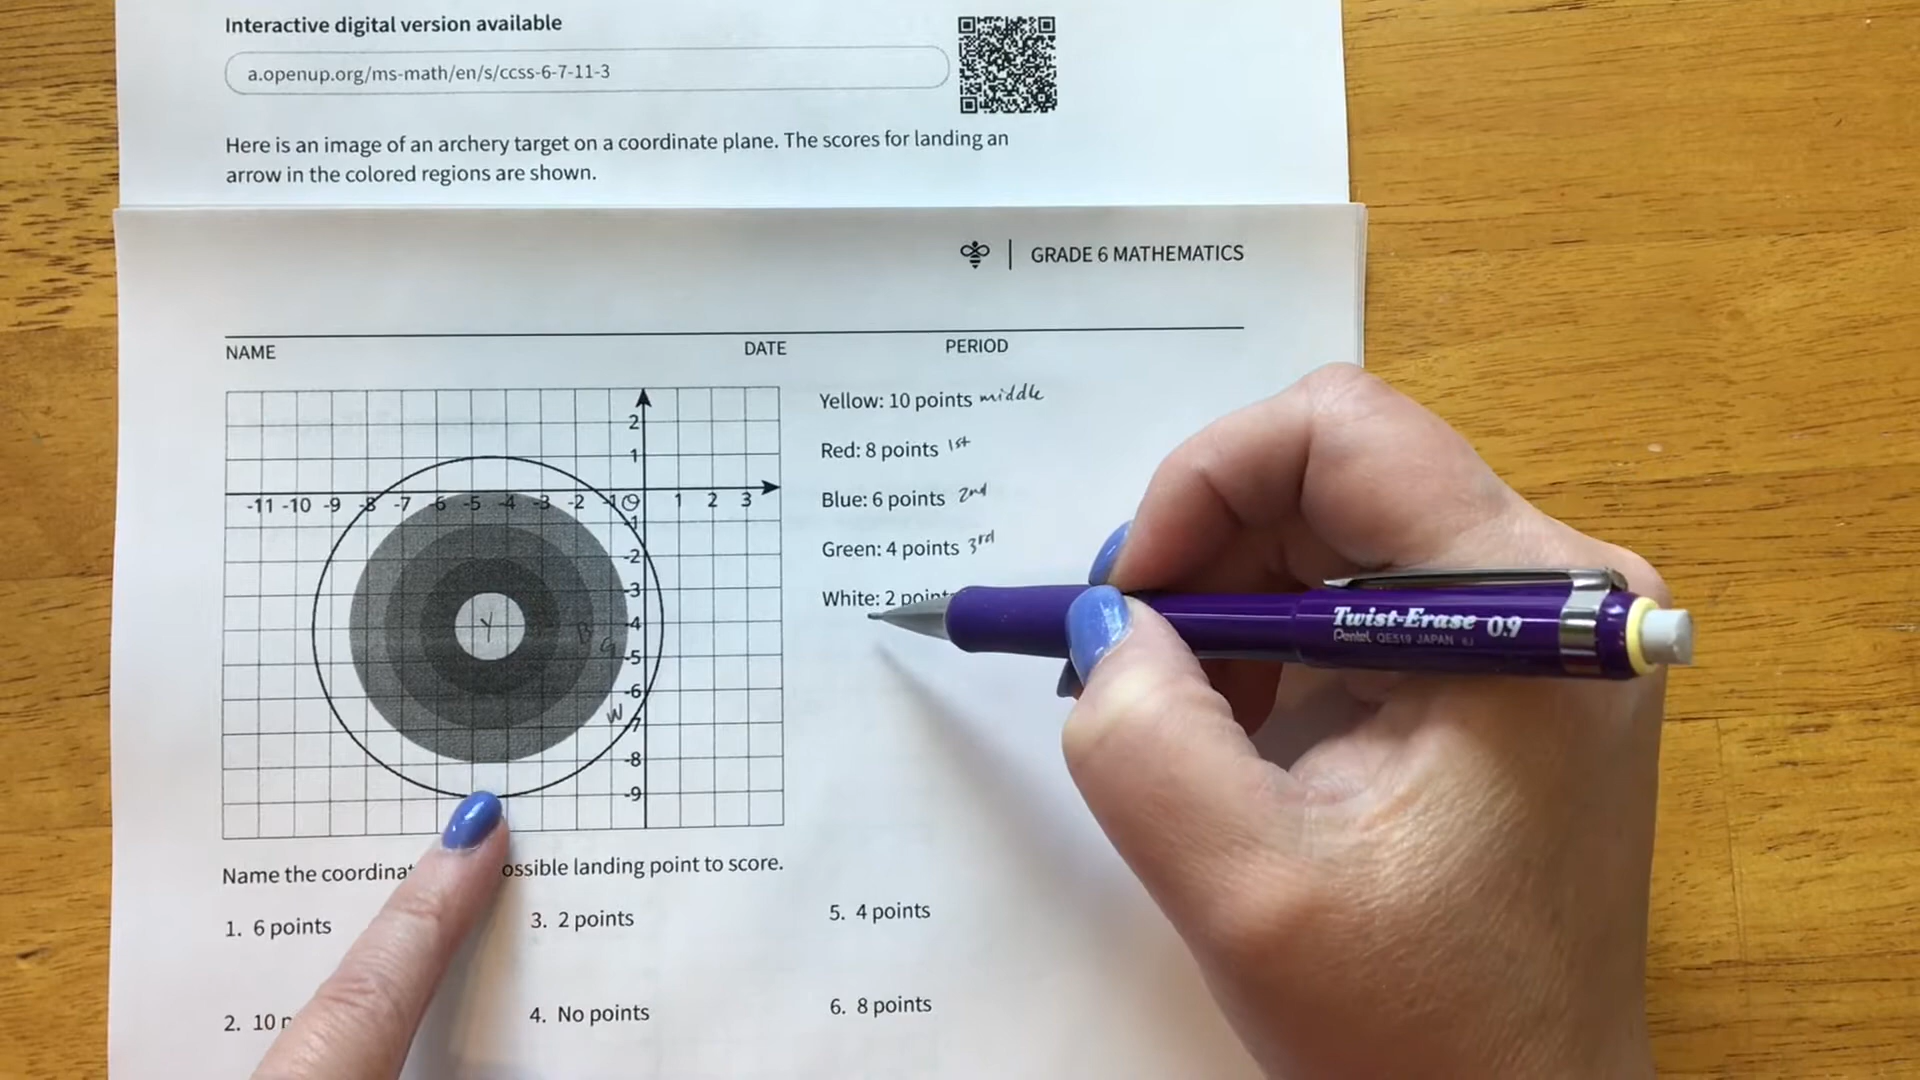 Interactive digital version available
a.openup.org/ms-math/en/s/ccss-6-7-11-3
Here is an image of an archery target on a coordinate plane. The scores for landing an
arrow in the colored regions are shown.
GRADE 6 MATHEMATICS
NAME DATE PERIOD
2
1
-11 -10 -9 -8 -7 -6 -5 -4 -3 -2 -1 0 1 2 3
-1
-2
-3
-4
-5
-6
-7
-8
-9
Y B G W
Yellow: 10 points middle
Red: 8 points 1st
Blue: 6 points 2nd
Green: 4 points 3rd
White: 2 points
Twist-Erase 0.9
Pentel QE519 JAPAN
Name the coordinat ossible landing point to score.
1. 6 points 3. 2 points 5. 4 points
2. 10 4. No points 6. 8 points